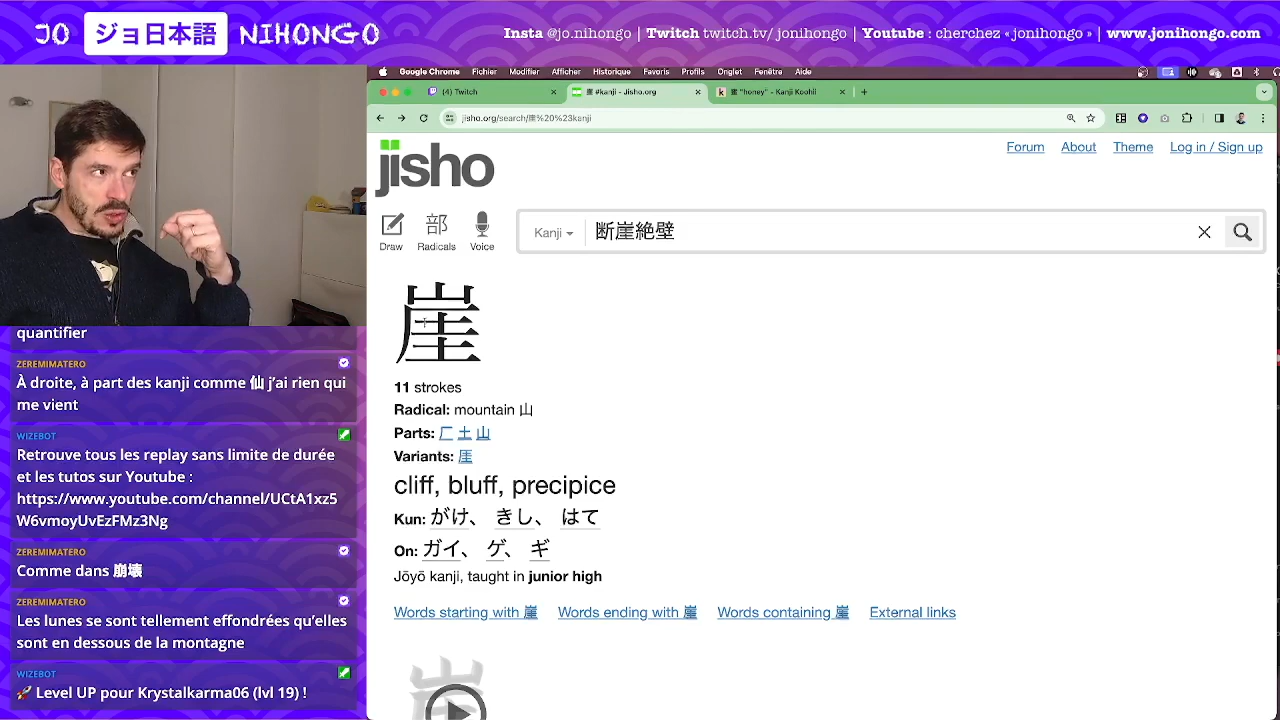 JO ジョ日本語 NIHONGO
Insta @jo.nihongo | Twitch twitch.tv/jonihongo | Youtube : cherchez « jonihongo » | www.jonihongo.com
Google Chrome Fichier Modifier Afficher Historique Favoris Profils Onglet Fenêtre Aide
(4) Twitch
崖 #kanji - Jisho.org
崖 "honey" - Kanji Koohii
jisho.org/search/崖%20%23kanji
jisho
Forum About Theme Log in / Sign up
部
Draw Radicals Voice
Kanji 断崖絶壁
崖
11 strokes
Radical: mountain 山
Parts: 厂 土 山
Variants: 厓
cliff, bluff, precipice
Kun: がけ、 きし、 はて
On: ガイ、 ゲ、 ギ
Jōyō kanji, taught in junior high
Words starting with 崖 Words ending with 崖 Words containing 崖 External links
崖
quantifier
ZEREMIMATERO
À droite, à part des kanji comme 仙 j'ai rien qui
me vient
WIZEBOT
Retrouve tous les replay sans limite de durée
et les tutos sur Youtube :
https://www.youtube.com/channel/UCtA1xz5
W6vmoyUvEzFMz3Ng
ZEREMIMATERO
Comme dans 崩壊
ZEREMIMATERO
Les lunes se sont tellement effondrées qu'elles
sont en dessous de la montagne
WIZEBOT
🚀 Level UP pour Krystalkarma06 (lvl 19) !